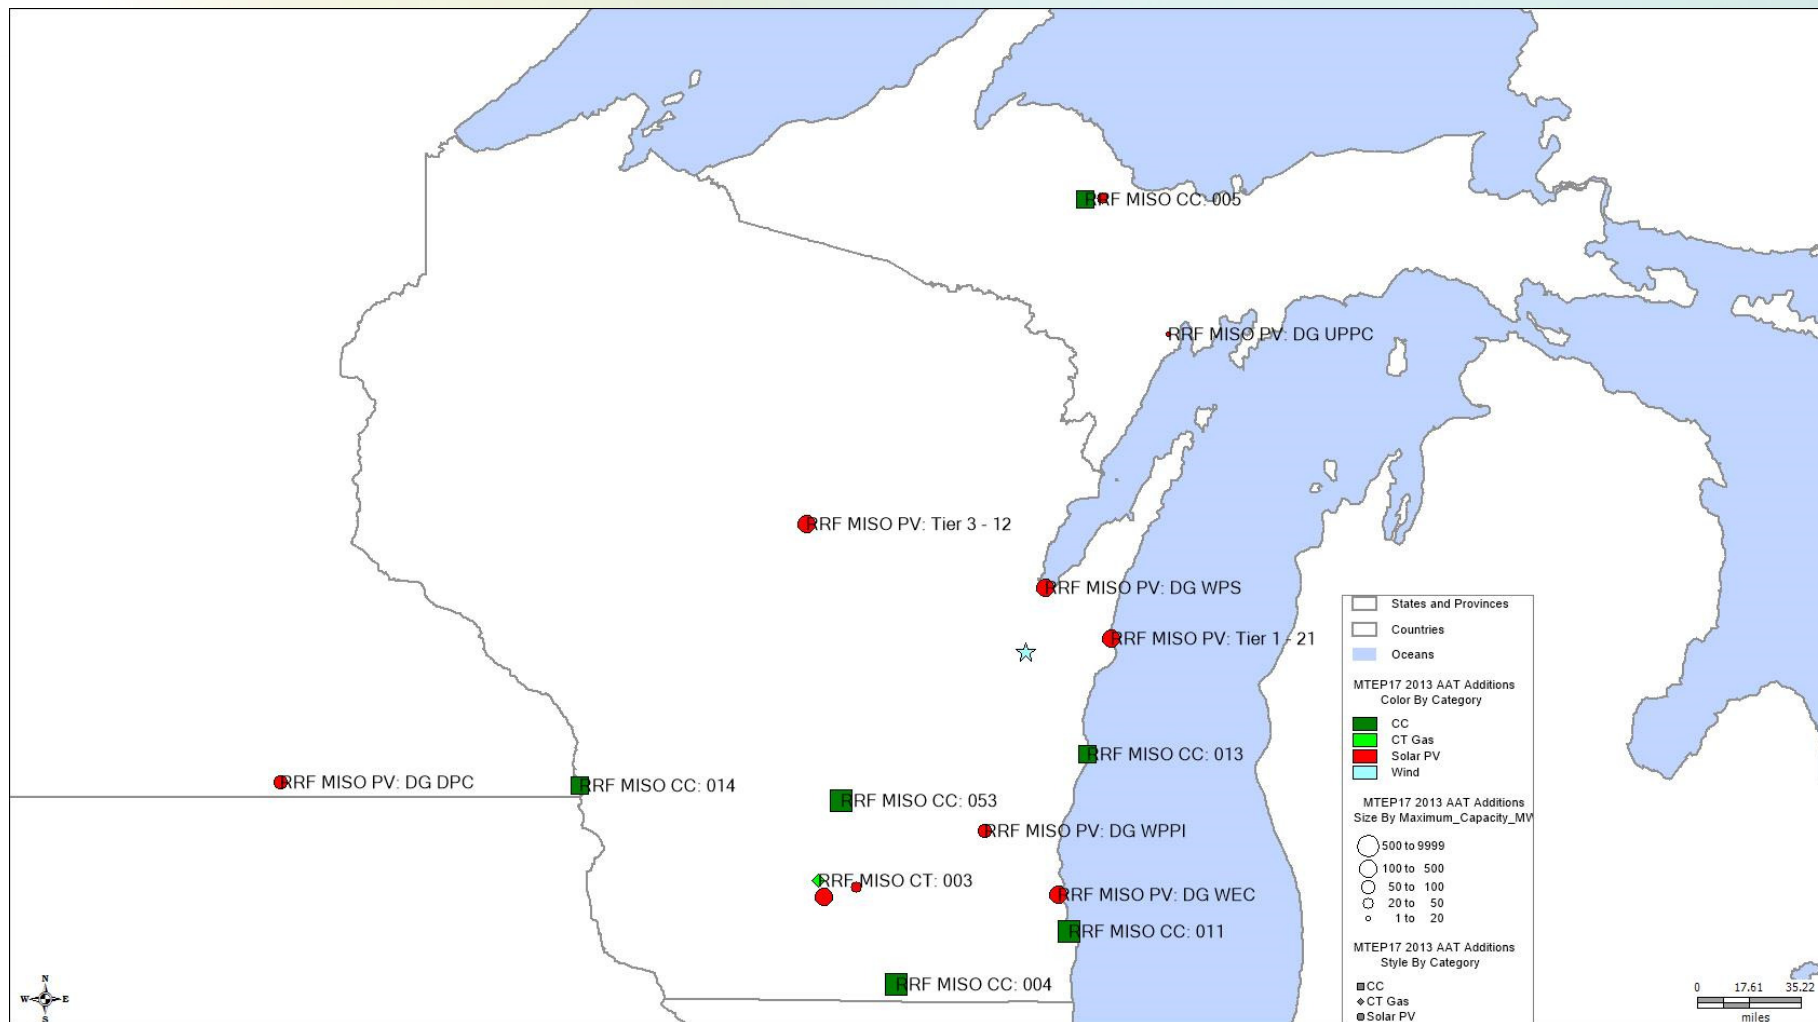 RRF MISO CC: 005
RRF MISO PV: DG UPPC
RRF MISO PV: Tier 3 - 12
RRF MISO PV: DG WPS
RRF MISO PV: Tier 1 - 21
RRF MISO CC: 013
RRF MISO PV: DG DPC
RRF MISO CC: 014
RRF MISO CC: 053
RRF MISO PV: DG WPPI
RRF MISO CT: 003
RRF MISO PV: DG WEC
RRF MISO CC: 011
RRF MISO CC: 004
States and Provinces
Countries
Oceans
MTEP17 2013 AAT Additions
Color By Category
CC
CT Gas
Solar PV
Wind
MTEP17 2013 AAT Additions
Size By Maximum_Capacity_MW
500 to 9999
100 to 500
50 to 100
20 to 50
1 to 20
MTEP17 2013 AAT Additions
Style By Category
CC
CT Gas
Solar PV
N
W E
S
0 17.61 35.22
miles